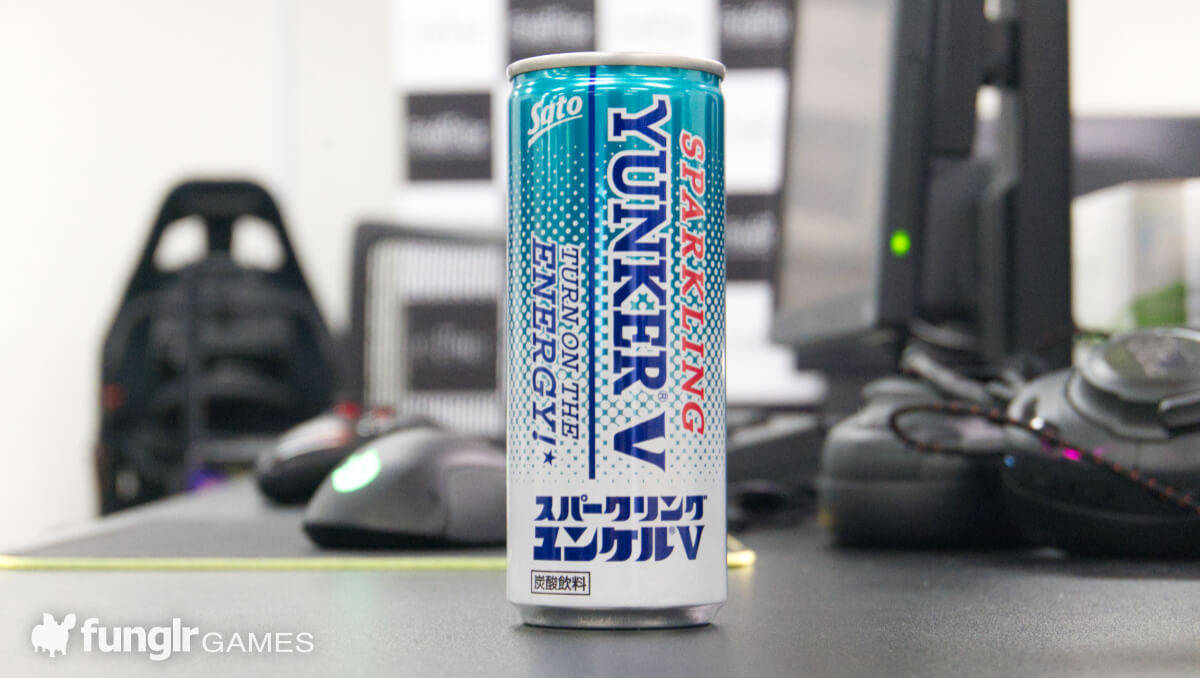 Sato
SPARKLING
YUNKER® V
TURN ON THE
ENERGY!
スパークリング
ユンケル®V
炭酸飲料
funglr GAMES